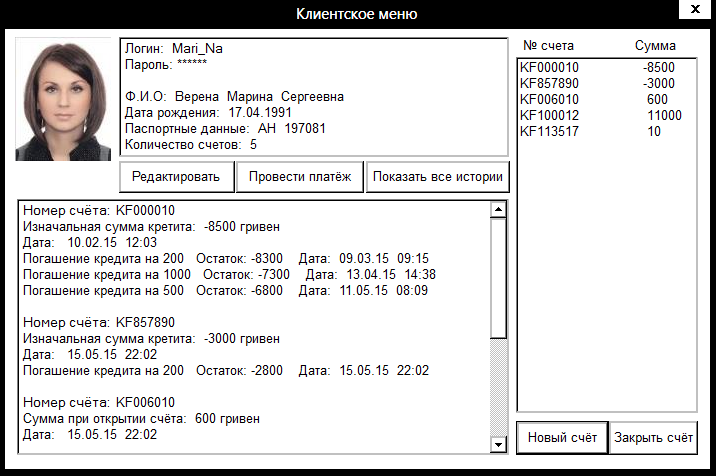 Клиентское меню
x
Логин: Mari_Na
Пароль: ******
Ф.И.О: Верена Марина Сергеевна
Дата рождения: 17.04.1991
Паспортные данные: АН 197081
Количество счетов: 5
№ счета Сумма
KF000010 -8500
KF857890 -3000
KF006010 600
KF100012 11000
KF113517 10
Редактировать Провести платёж Показать все истории
Номер счёта: KF000010
Изначальная сумма кретита: -8500 гривен
Дата: 10.02.15 12:03
Погашение кредита на 200 Остаток: -8300 Дата: 09.03.15 09:15
Погашение кредита на 1000 Остаток: -7300 Дата: 13.04.15 14:38
Погашение кредита на 500 Остаток: -6800 Дата: 11.05.15 08:09
Номер счёта: KF857890
Изначальная сумма кретита: -3000 гривен
Дата: 15.05.15 22:02
Погашение кредита на 200 Остаток: -2800 Дата: 15.05.15 22:02
Номер счёта: KF006010
Сумма при открытии счёта: 600 гривен
Дата: 15.05.15 22:02
Новый счёт Закрыть счёт